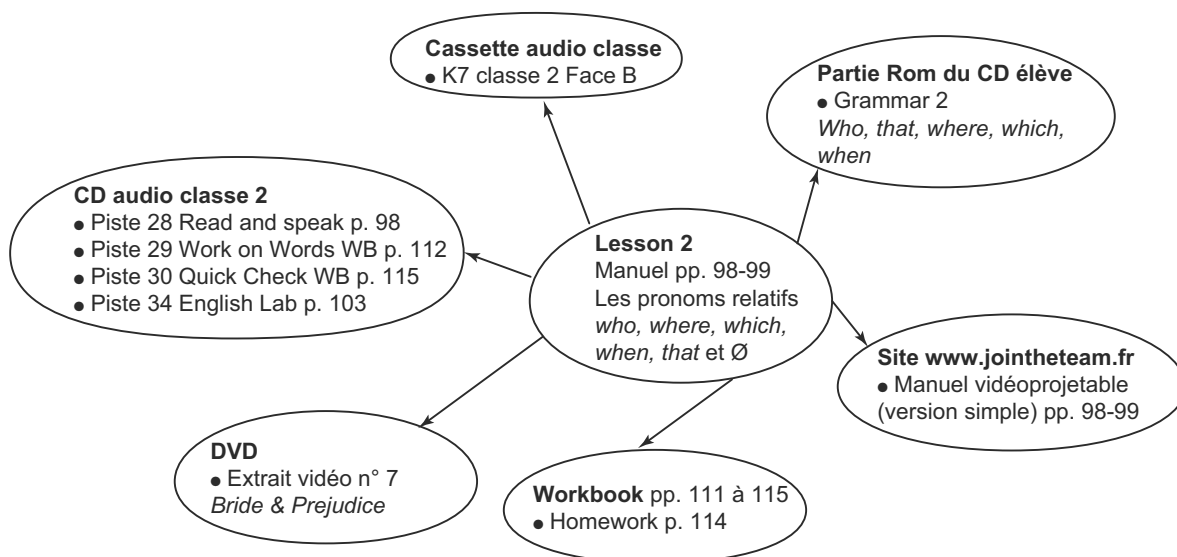 Cassette audio classe
● K7 classe 2 Face B
Partie Rom du CD élève
● Grammar 2
Who, that, where, which,
when
CD audio classe 2
● Piste 28 Read and speak p. 98
● Piste 29 Work on Words WB p. 112
● Piste 30 Quick Check WB p. 115
● Piste 34 English Lab p. 103
Lesson 2
Manuel pp. 98-99
Les pronoms relatifs
who, where, which,
when, that et Ø
Site www.jointheteam.fr
● Manuel vidéoprojetable
(version simple) pp. 98-99
DVD
● Extrait vidéo n° 7
Bride & Prejudice
Workbook pp. 111 à 115
● Homework p. 114